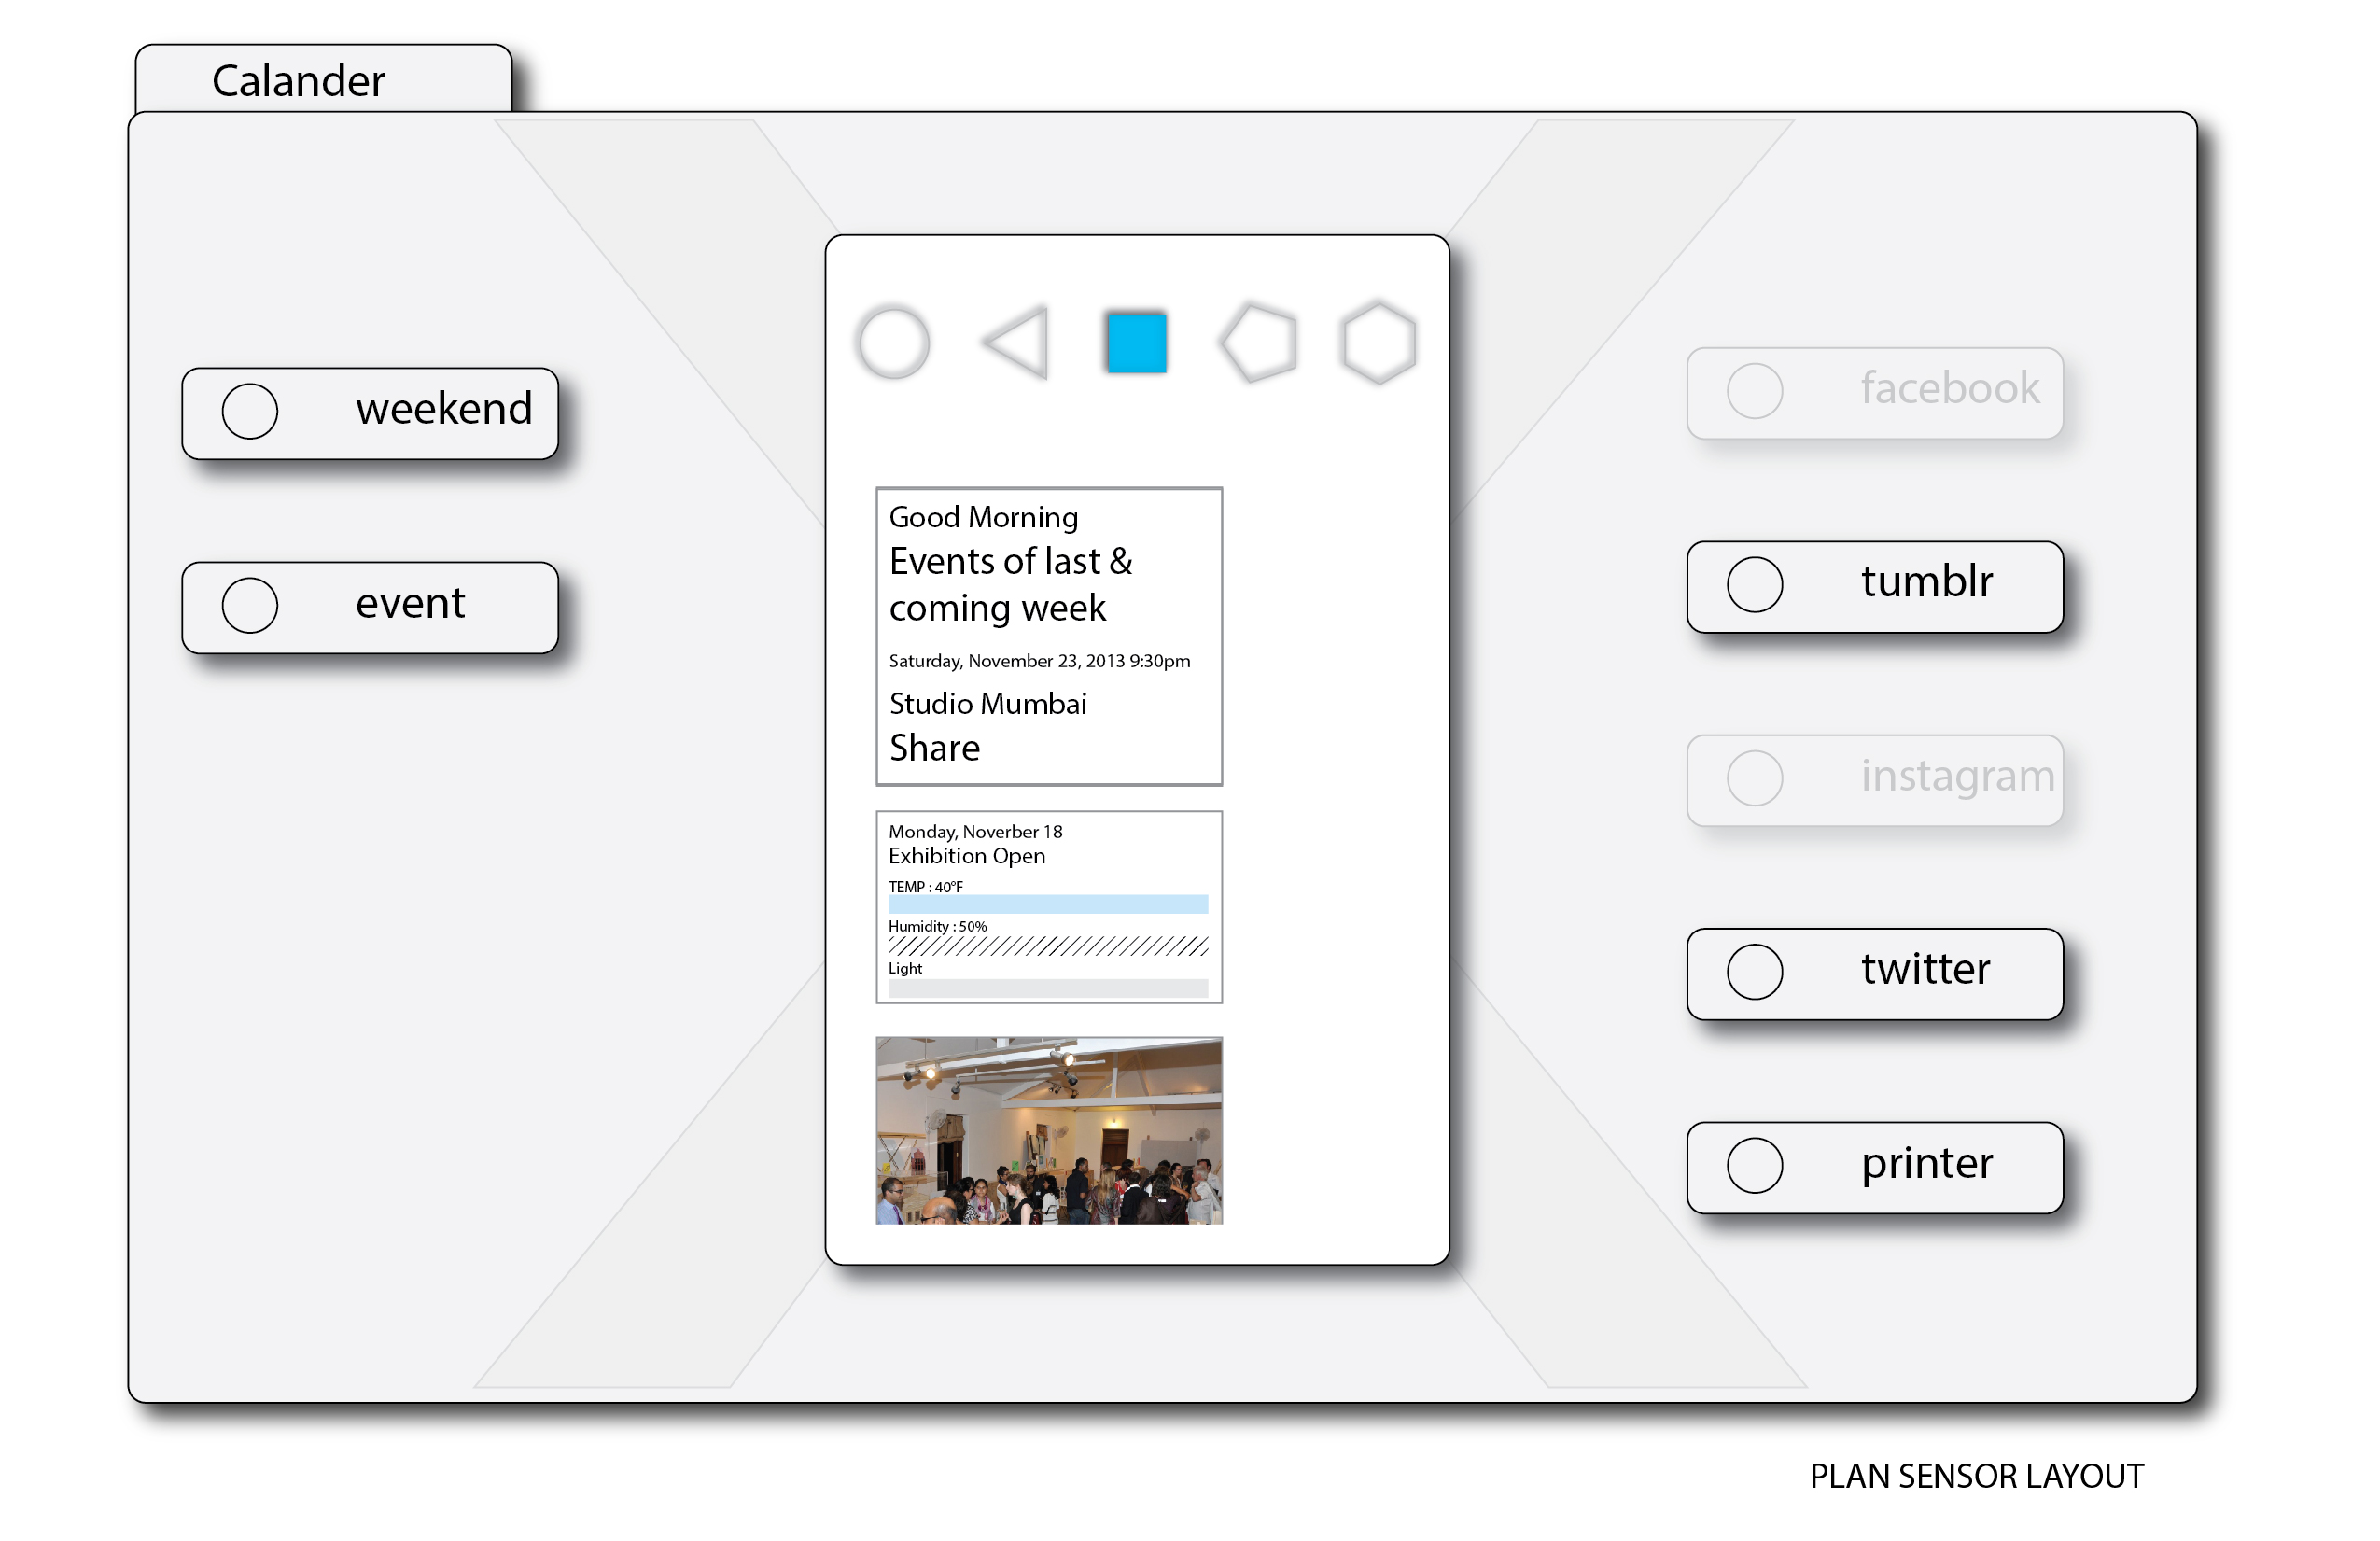 Calander
weekend
event
Good Morning
Events of last &
coming week
Saturday, November 23, 2013 9:30pm
Studio Mumbai
Share
Monday, Noverber 18
Exhibition Open
TEMP : 40°F
Humidity : 50%
Light
facebook
tumblr
instagram
twitter
printer
PLAN SENSOR LAYOUT